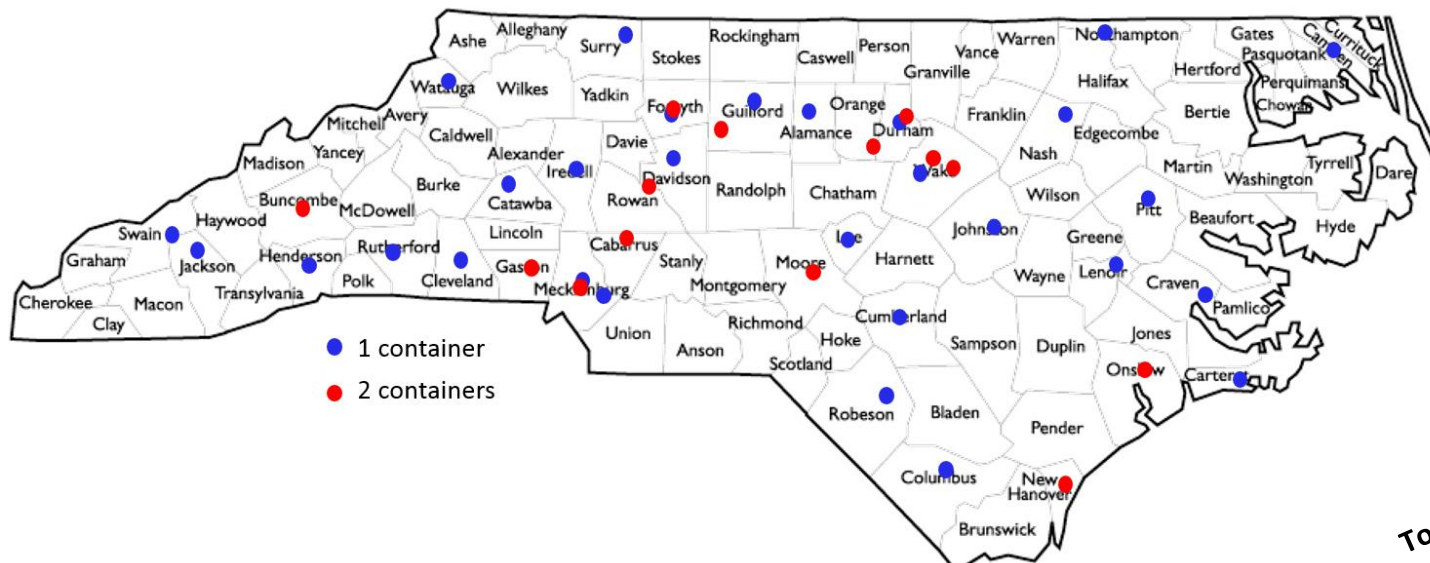 Ashe
Alleghany
Surry
Stokes
Rockingham
Caswell
Person
Vance
Warren
Northampton
Gates
Camden
Currituck
Pasquotank
Granville
Hertford
Halifax
Perquimans
Watauga
Wilkes
Yadkin
Forsyth
Guilford
Alamance
Orange
Durham
Franklin
Bertie
Chowan
Mitchell
Avery
Caldwell
Alexander
Iredell
Davie
Nash
Edgecombe
Yancey
Madison
Burke
Catawba
Davidson
Randolph
Chatham
Wake
Wilson
Martin
Washington
Tyrrell
Dare
Buncombe
McDowell
Rowan
Haywood
Swain
Lincoln
Johnston
Pitt
Beaufort
Hyde
Graham
Jackson
Henderson
Rutherford
Cabarrus
Stanly
Moore
Lee
Harnett
Greene
Wayne
Lenoir
Craven
Pamlico
Cherokee
Macon
Clay
Transylvania
Polk
Cleveland
Gaston
Mecklenburg
Montgomery
Union
Anson
Richmond
Hoke
Scotland
Cumberland
Sampson
Duplin
Jones
Onslow
Carteret
1 container
2 containers
Robeson
Bladen
Pender
Columbus
New
Hanover
Brunswick